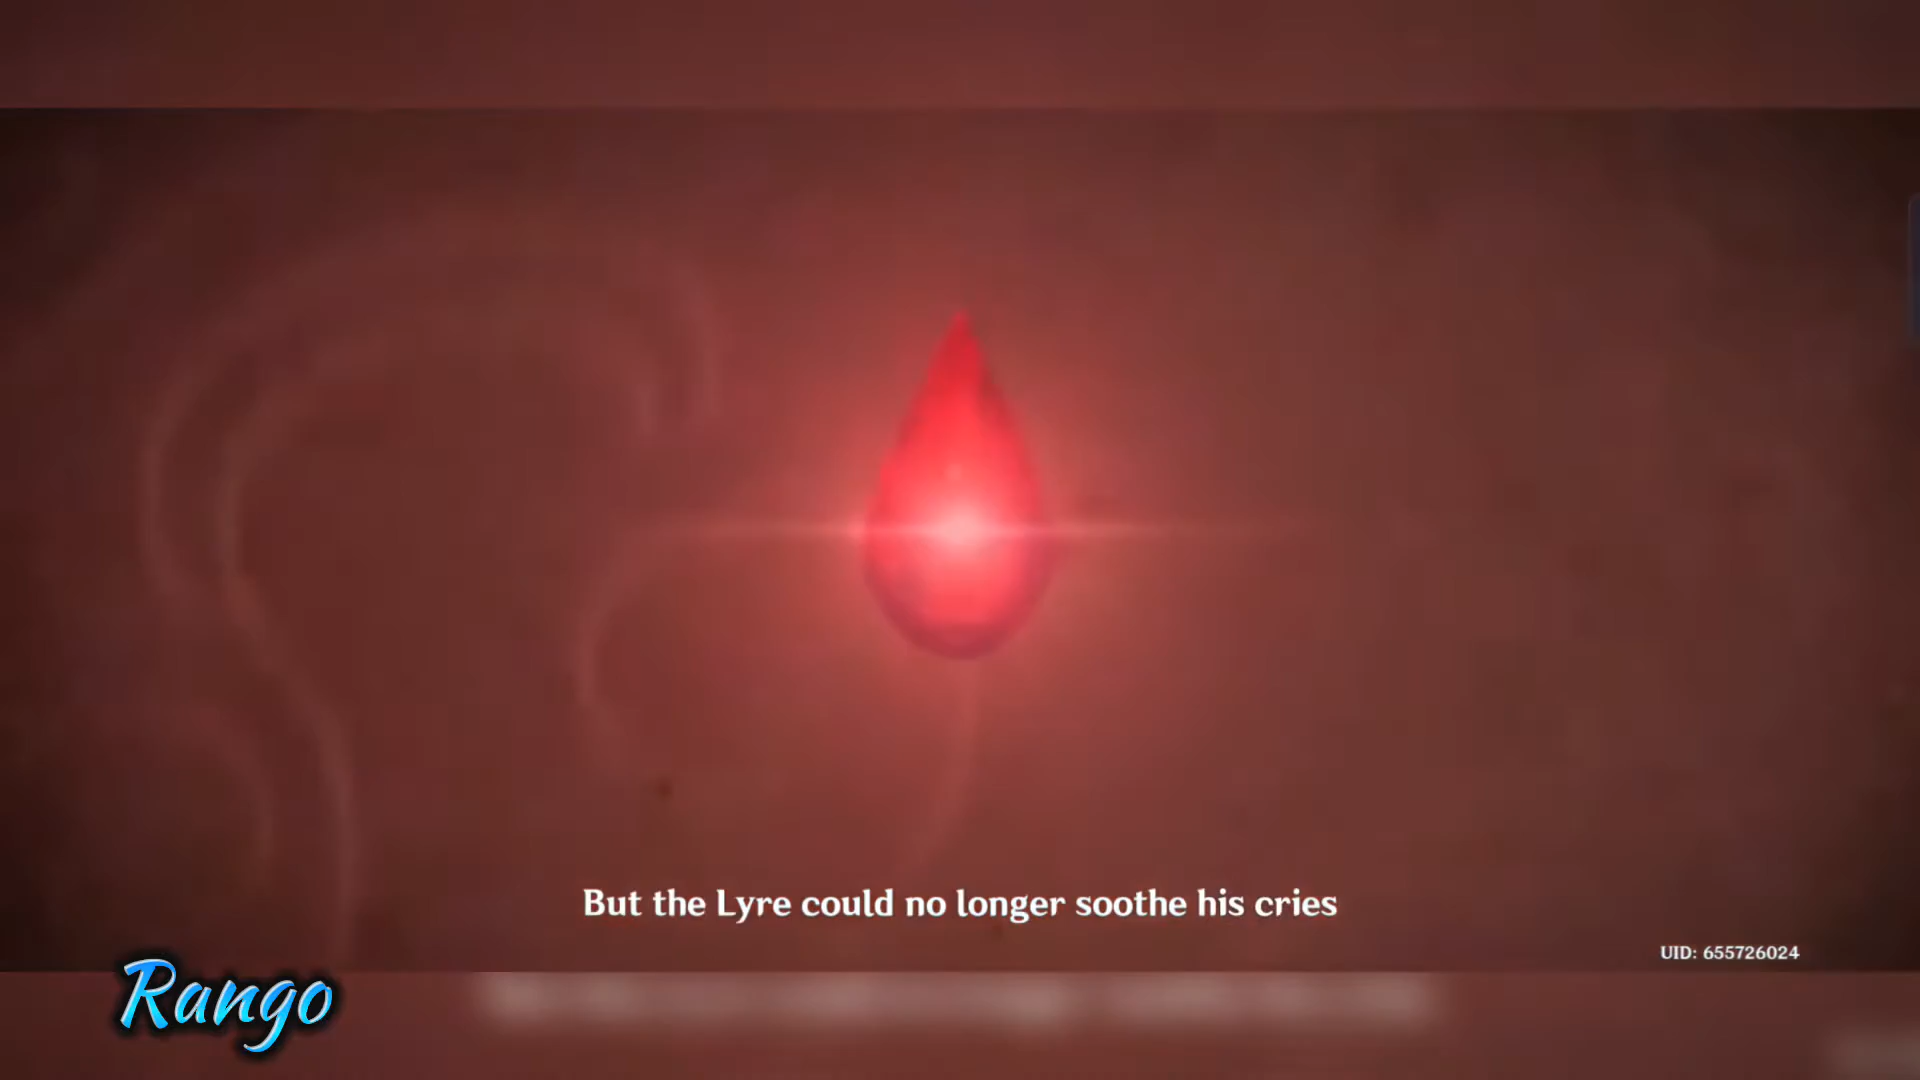 But the Lyre could no longer soothe his cries
UID: 655726024
Rango